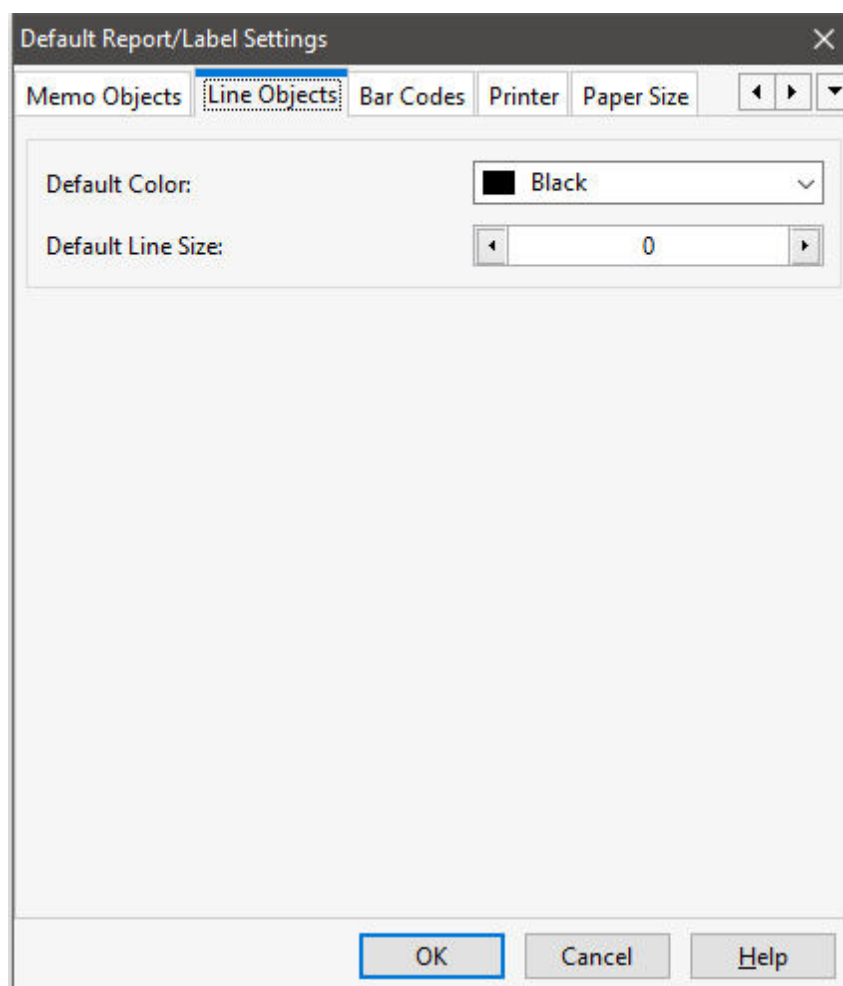 Default Report/Label Settings
Memo Objects Line Objects Bar Codes Printer Paper Size
Default Color: Black
Default Line Size: 0
OK Cancel Help